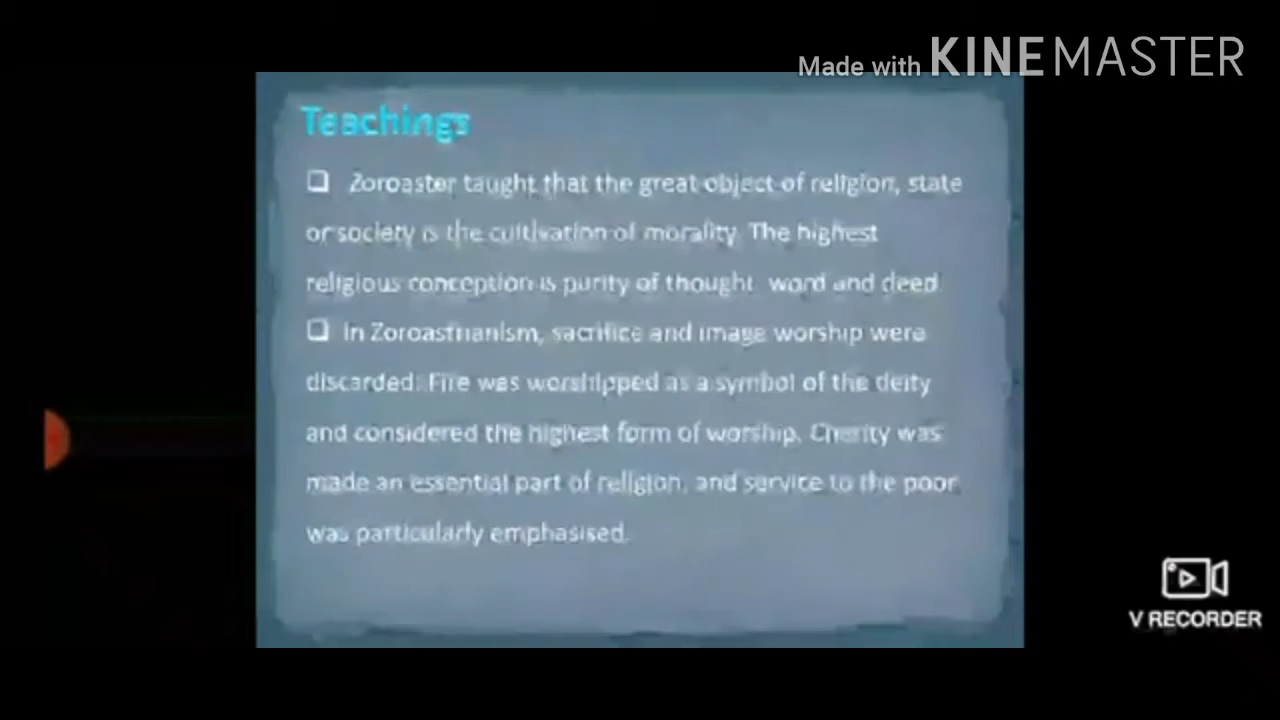 Made with KINEMASTER
Teachings
❑ Zoroaster taught that the great object of religion, state
or society is the cultivation of morality. The highest
religious conception is purity of thought word and deed
❑ In Zoroastrianism, sacrifice and image worship were
discarded. Fire was worshipped as a symbol of the deity
and considered the highest form of worship. Charity was
made an essential part of religion, and service to the poor
was particularly emphasised.
V RECORDER